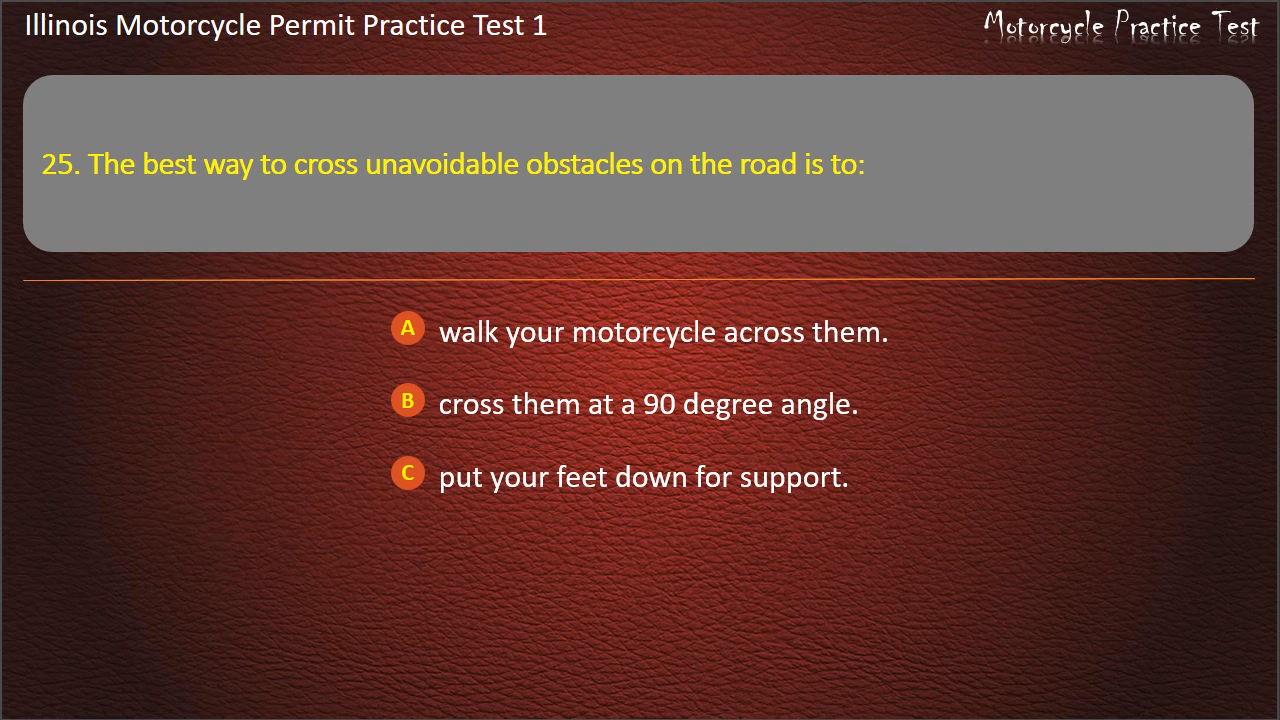 Illinois Motorcycle Permit Practice Test 1
Motorcycle Practice Test
25. The best way to cross unavoidable obstacles on the road is to:
A walk your motorcycle across them.
B cross them at a 90 degree angle.
C put your feet down for support.